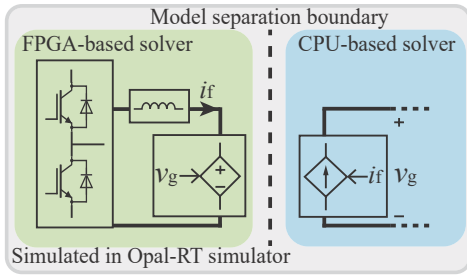 Model separation boundary
FPGA-based solver
CPU-based solver
if
vg
+
−
+
if
vg
−
Simulated in Opal-RT simulator